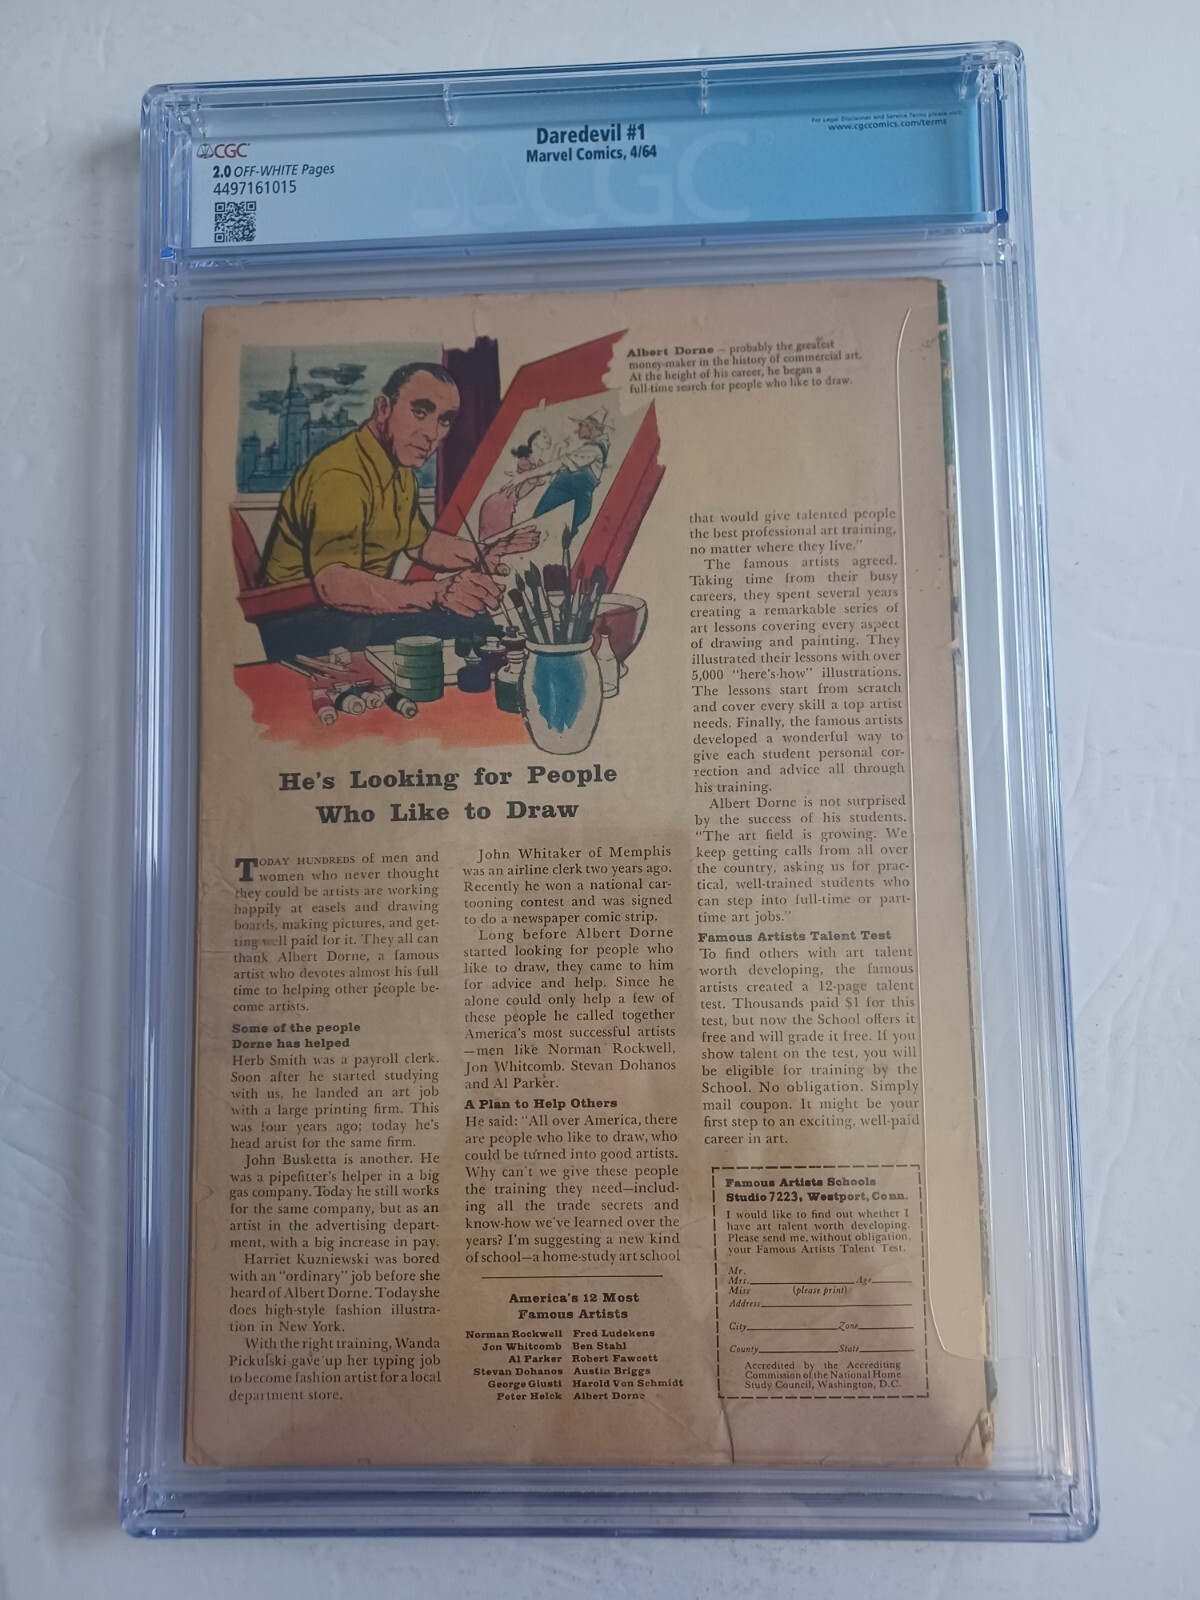 CGC
2.0 OFF-WHITE Pages
4497161015
Daredevil #1
Marvel Comics, 4/64
For Legal Disclaimer and Service Terms please visit:
www.cgccomics.com/terms
CGC
Albert Dorne – probably the greatest
money-maker in the history of commercial art.
At the height of his career, he began a
full-time search for people who like to draw.
He's Looking for People
Who Like to Draw
TODAY HUNDREDS of men and
women who never thought
they could be artists are working
happily at easels and drawing
boards, making pictures, and get-
ting well paid for it. They all can
thank Albert Dorne, a famous
artist who devotes almost his full
time to helping other people be-
come artists.
Some of the people
Dorne has helped
Herb Smith was a payroll clerk.
Soon after he started studying
with us, he landed an art job
with a large printing firm. This
was four years ago; today he's
head artist for the same firm.
John Busketta is another. He
was a pipefitter's helper in a big
gas company. Today he still works
for the same company, but as an
artist in the advertising depart-
ment, with a big increase in pay.
Harriet Kuzniewski was bored
with an "ordinary" job before she
heard of Albert Dorne. Today she
does high-style fashion illustra-
tion in New York.
With the right training, Wanda
Pickulski gave up her typing job
to become fashion artist for a local
department store.
John Whitaker of Memphis
was an airline clerk two years ago.
Recently he won a national car-
tooning contest and was signed
to do a newspaper comic strip.
Long before Albert Dorne
started looking for people who
like to draw, they came to him
for advice and help. Since he
alone could only help a few of
these people he called together
America's most successful artists
—men like Norman Rockwell,
Jon Whitcomb. Stevan Dohanos
and Al Parker.
A Plan to Help Others
He said: "All over America, there
are people who like to draw, who
could be turned into good artists.
Why can't we give these people
the training they need—includ-
ing all the trade secrets and
know-how we've learned over the
years? I'm suggesting a new kind
of school—a home-study art school
America's 12 Most
Famous Artists
Norman Rockwell Fred Ludekens
Jon Whitcomb Ben Stahl
Al Parker Robert Fawcett
Stevan Dohanos Austin Briggs
George Giusti Harold Von Schmidt
Peter Helck Albert Dorne
that would give talented people
the best professional art training,
no matter where they live."
The famous artists agreed.
Taking time from their busy
careers, they spent several years
creating a remarkable series of
art lessons covering every aspect
of drawing and painting. They
illustrated their lessons with over
5,000 "here's-how" illustrations.
The lessons start from scratch
and cover every skill a top artist
needs. Finally, the famous artists
developed a wonderful way to
give each student personal cor-
rection and advice all through
his training.
Albert Dorne is not surprised
by the success of his students.
"The art field is growing. We
keep getting calls from all over
the country, asking us for prac-
tical, well-trained students who
can step into full-time or part-
time art jobs."
Famous Artists Talent Test
To find others with art talent
worth developing, the famous
artists created a 12-page talent
test. Thousands paid $1 for this
test, but now the School offers it
free and will grade it free. If you
show talent on the test, you will
be eligible for training by the
School. No obligation. Simply
mail coupon. It might be your
first step to an exciting, well-paid
career in art.
Famous Artists Schools
Studio 7223, Westport, Conn.
I would like to find out whether I
have art talent worth developing.
Please send me, without obligation,
your Famous Artists Talent Test.
Mr.
Mrs. Age
Miss (please print)
Address
City Zone
County State
Accredited by the Accrediting
Commission of the National Home
Study Council, Washington, D.C.